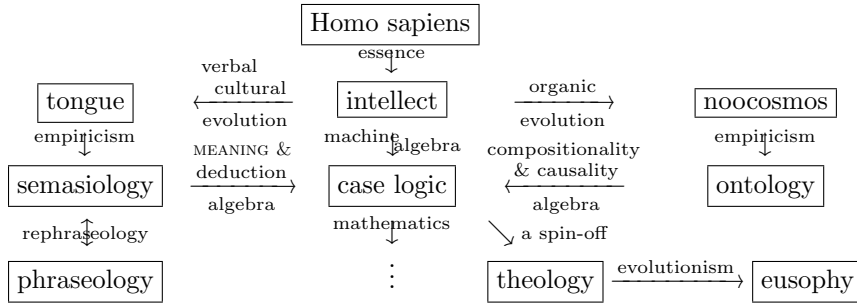 Homo sapiens
essence
verbal
cultural
organic
tongue
intellect
noocosmos
evolution
evolution
empiricism
machine
algebra
empiricism
MEANING &
compositionality
deduction
& causality
semasiology
case logic
ontology
algebra
algebra
rephraseology
mathematics
a spin-off
phraseology
⋮
theology
evolutionism
eusophy